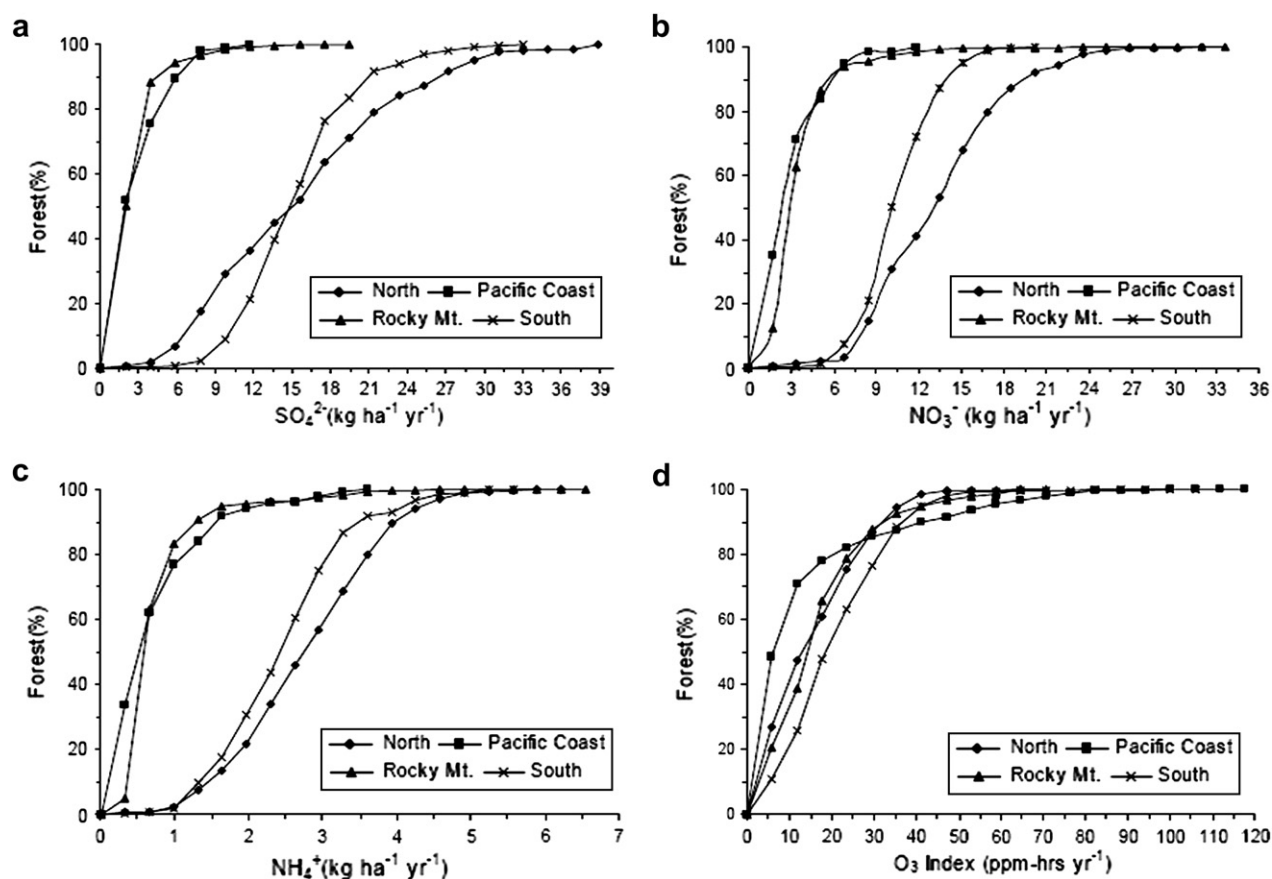 a
Forest(%)
100
80
60
40
20
0
0 3 6 9 12 15 18 21 24 27 30 33 36 39
SO₄²⁻(kg ha⁻¹ yr⁻¹)
North Pacific Coast
Rocky Mt. South
b
Forest(%)
100
80
60
40
20
0
0 3 6 9 12 15 18 21 24 27 30 33 36
NO₃⁻ (kg ha⁻¹ yr⁻¹)
North Pacific Coast
Rocky Mt. South
c
Forest(%)
100
80
60
40
20
0
0 1 2 3 4 5 6 7
NH₄⁺(kg ha⁻¹ yr⁻¹)
North Pacific Coast
Rocky Mt. South
d
Forest(%)
100
80
60
40
20
0
0 10 20 30 40 50 60 70 80 90 100 120
O₃ Index (ppm-hrs yr⁻¹)
North Pacific Coast
Rocky Mt. South